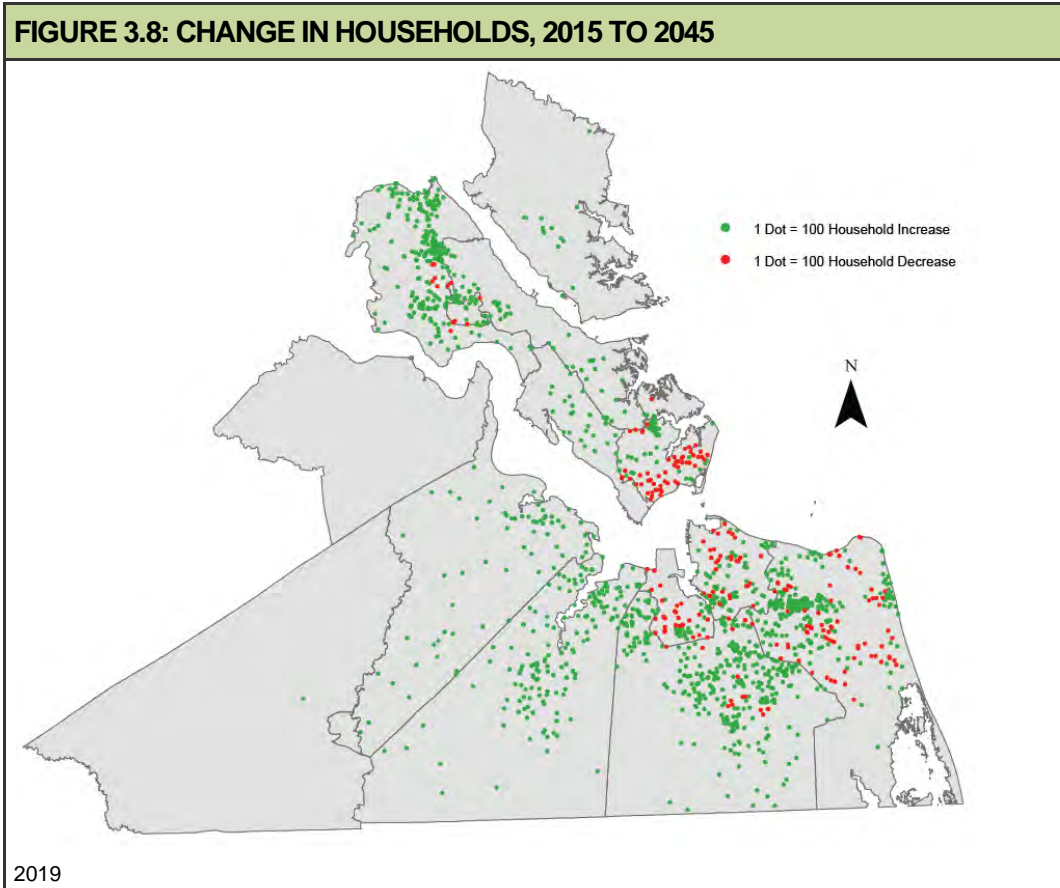 FIGURE 3.8: CHANGE IN HOUSEHOLDS, 2015 TO 2045
1 Dot = 100 Household Increase
1 Dot = 100 Household Decrease
N
2019